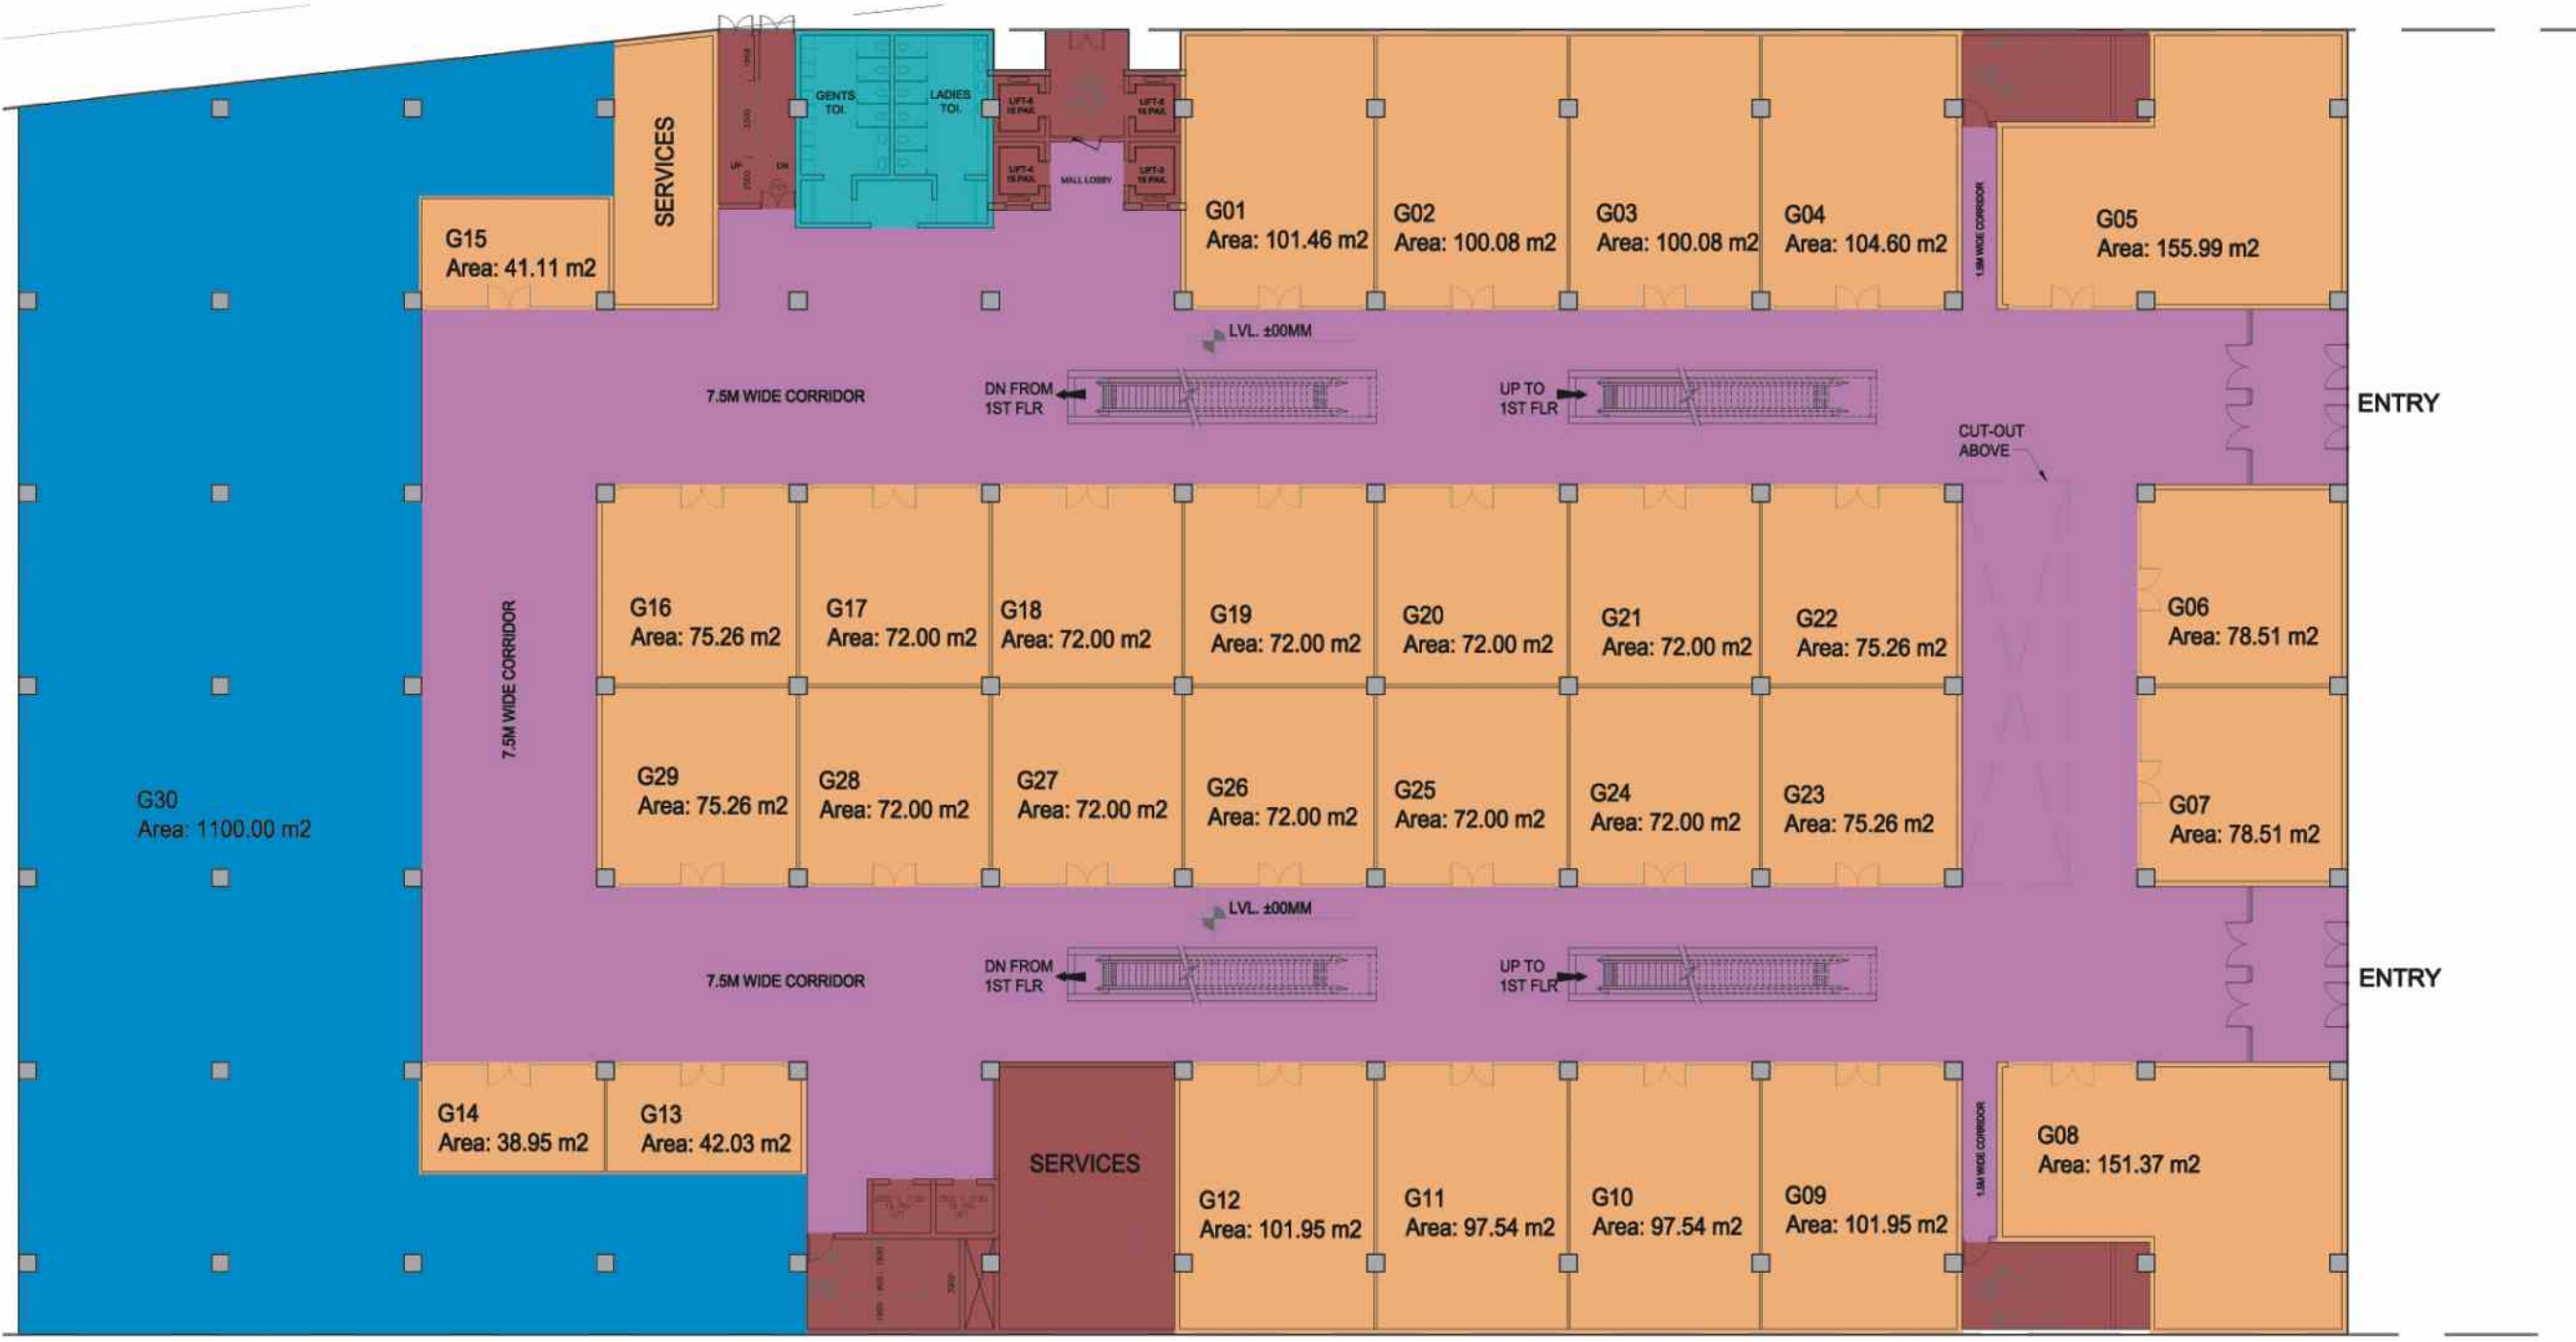 GENTS
TOI.
LADIES
TOI.
SERVICES
UP
DN
MALL LOBBY
G01
Area: 101.46 m2
G02
Area: 100.08 m2
G03
Area: 100.08 m2
G04
Area: 104.60 m2
1.5M WIDE CORRIDOR
G05
Area: 155.99 m2
G15
Area: 41.11 m2
LVL. ±00MM
7.5M WIDE CORRIDOR
DN FROM
1ST FLR
UP TO
1ST FLR
ENTRY
CUT-OUT
ABOVE
G16
Area: 75.26 m2
G17
Area: 72.00 m2
G18
Area: 72.00 m2
G19
Area: 72.00 m2
G20
Area: 72.00 m2
G21
Area: 72.00 m2
G22
Area: 75.26 m2
G06
Area: 78.51 m2
7.5M WIDE CORRIDOR
G30
Area: 1100.00 m2
G29
Area: 75.26 m2
G28
Area: 72.00 m2
G27
Area: 72.00 m2
G26
Area: 72.00 m2
G25
Area: 72.00 m2
G24
Area: 72.00 m2
G23
Area: 75.26 m2
G07
Area: 78.51 m2
LVL. ±00MM
7.5M WIDE CORRIDOR
DN FROM
1ST FLR
UP TO
1ST FLR
ENTRY
G14
Area: 38.95 m2
G13
Area: 42.03 m2
SERVICES
G12
Area: 101.95 m2
G11
Area: 97.54 m2
G10
Area: 97.54 m2
G09
Area: 101.95 m2
1.5M WIDE CORRIDOR
G08
Area: 151.37 m2